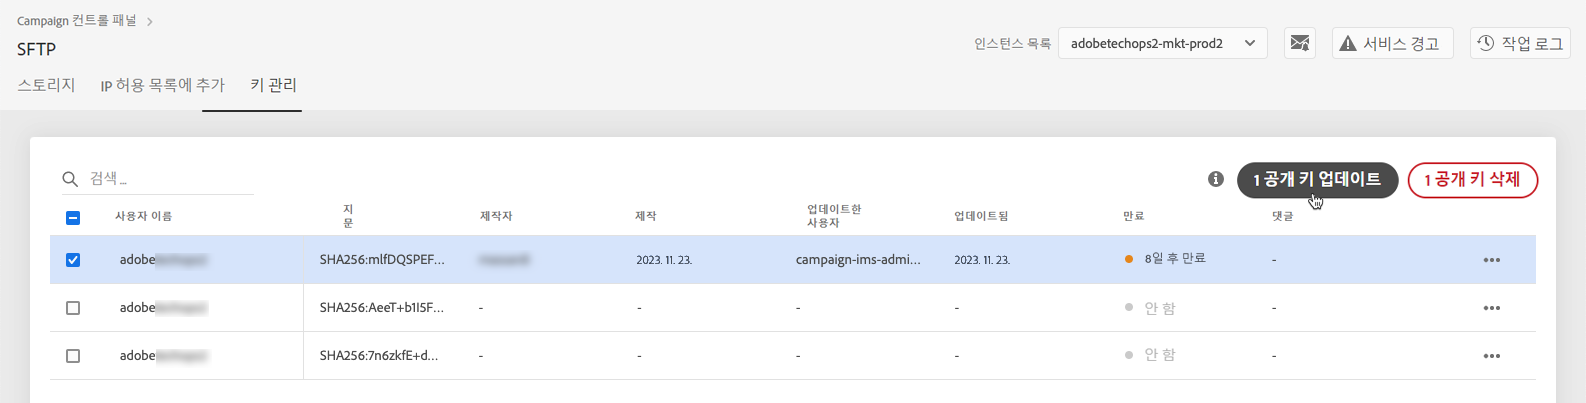 Campaign 컨트롤 패널
SFTP
인스턴스 목록 adobetechops2-mkt-prod2 서비스 경고 작업 로그
스토리지 IP 허용 목록에 추가 키 관리
검색... 1 공개 키 업데이트 1 공개 키 삭제
사용자 이름 지문 제작자 제작 업데이트한 사용자 업데이트됨 만료 댓글
adobe SHA256:mlfDQSPEF... 2023. 11. 23. campaign-ims-admi... 2023. 11. 23. 8일 후 만료 -
adobe SHA256:AeeT+b1I5F... - - - - 안 함 -
adobe SHA256:7n6zkfE+d... - - - - 안 함 -